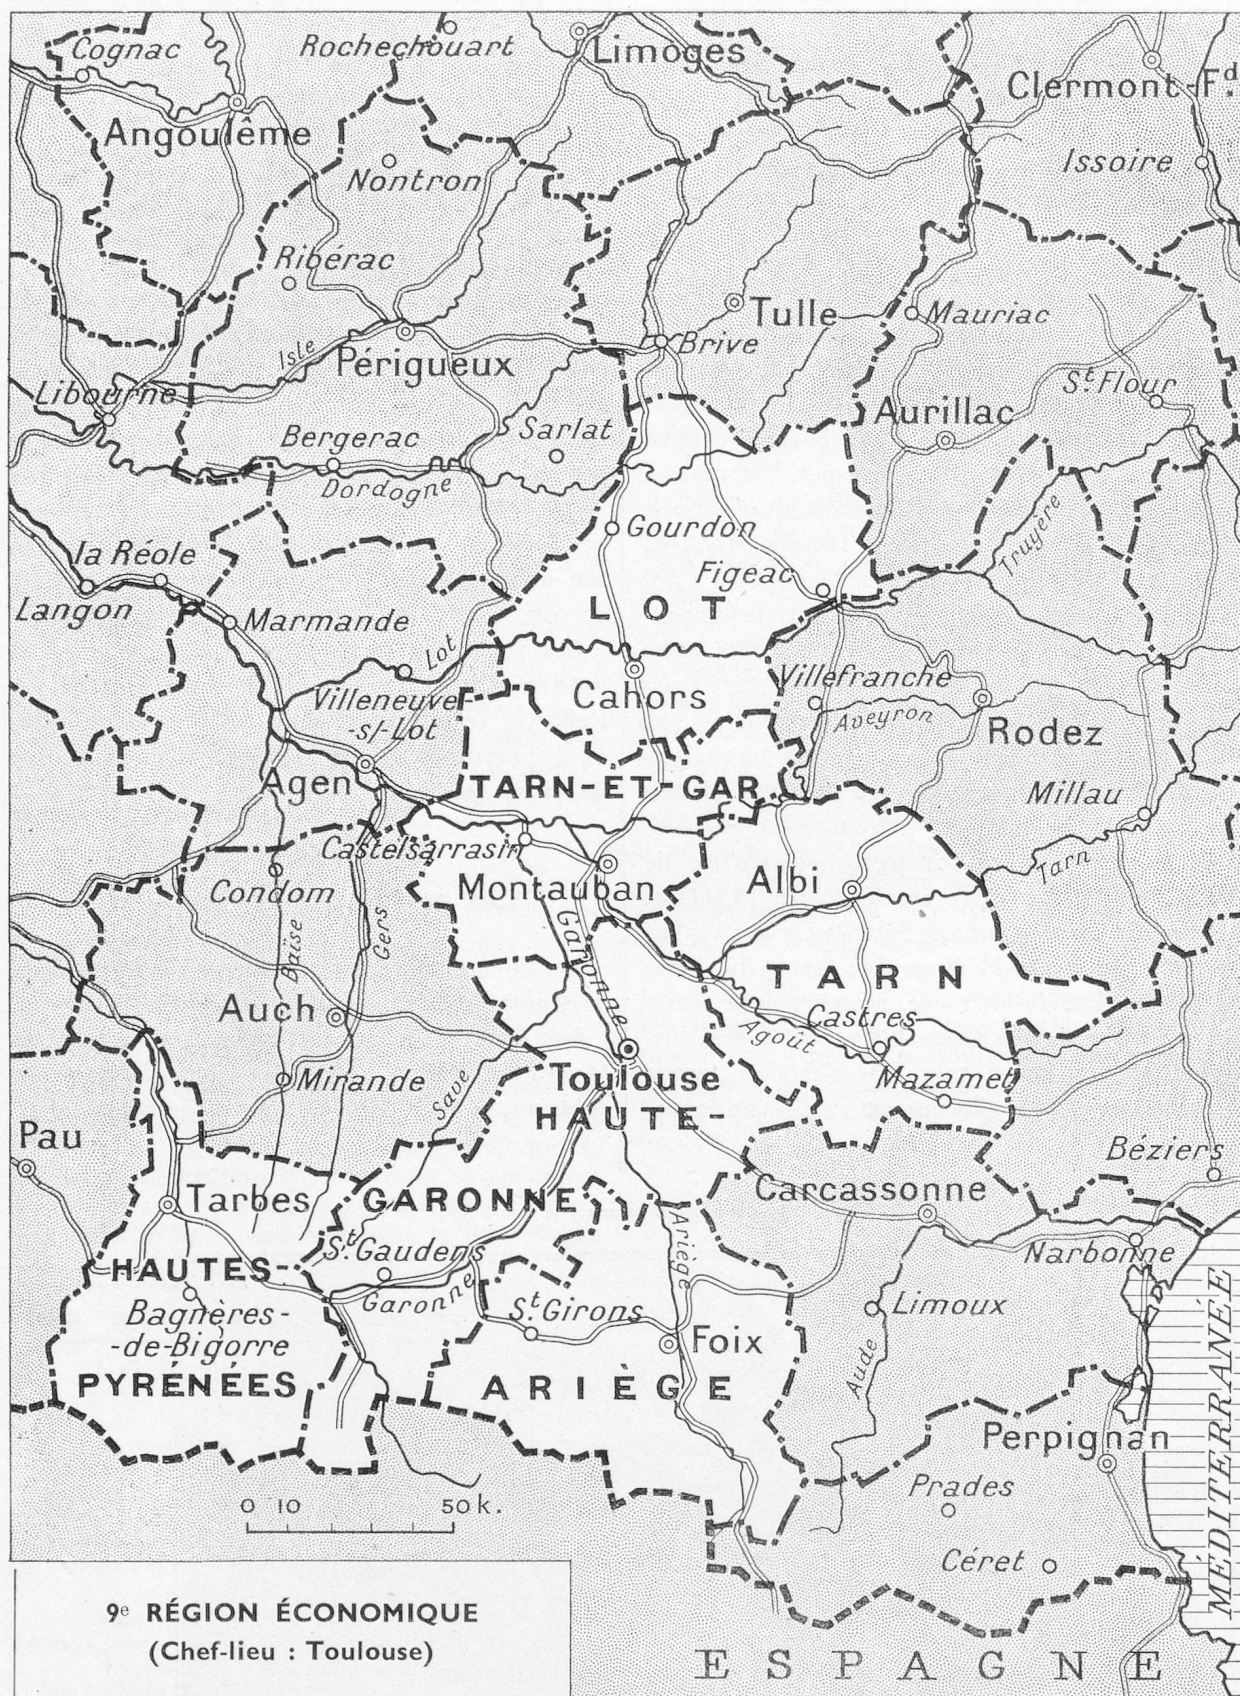 Cognac
Rochechouart
Limoges
Clermont-Fd.
Angoulême
Issoire
Nontron
Ribérac
Tulle
Mauriac
Isle
Brive
Périgueux
St. Flour
Libourne
Aurillac
Bergerac
Sarlat
Dordogne
Gourdon
Truyère
la Réole
Figeac
Langon
LOT
Marmande
Lot
Villefranche
Villeneuve-
-s/-Lot
Cahors
Aveyron
Rodez
Agen
TARN-ET-GAR.
Millau
Castelsarrasin
Tarn
Condom
Montauban
Albi
Baïse
Gers
Garonne
TARN
Auch
Castres
Agoût
Toulouse
Mirande
Mazamet
Save
HAUTE-
Pau
Béziers
Tarbes
GARONNE
Carcassonne
Ariège
St. Gaudens
HAUTES-
Narbonne
Garonne
Bagnères-
-de-Bigorre
St. Girons
Limoux
Foix
Aude
PYRÉNÉES
ARIÈGE
MÉDITERRANÉE
Perpignan
Prades
0 10 50 k.
Céret
9e RÉGION ÉCONOMIQUE
(Chef-lieu : Toulouse)
ESPAGNE